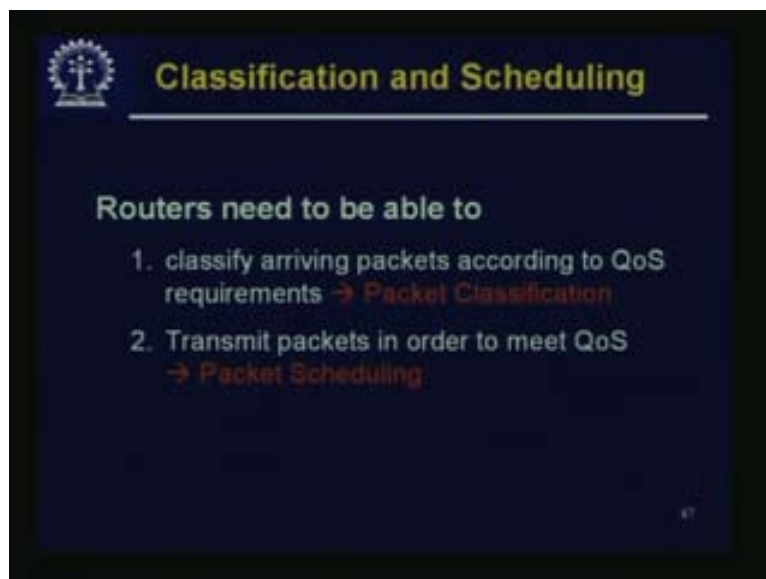 Classification and Scheduling
Routers need to be able to
1. classify arriving packets according to QoS
requirements → Packet Classification
2. Transmit packets in order to meet QoS
→ Packet Scheduling